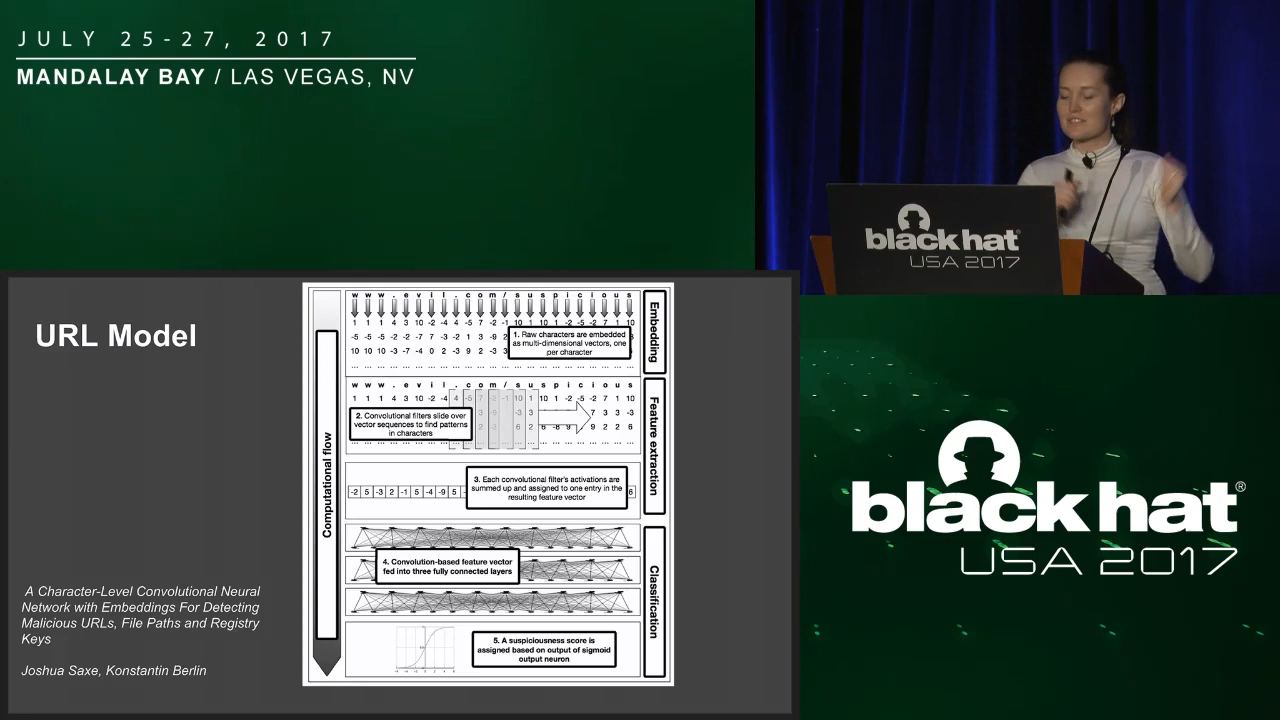 JULY 25-27, 2017
MANDALAY BAY / LAS VEGAS, NV
black hat
USA 2017
URL Model
A Character-Level Convolutional Neural
Network with Embeddings For Detecting
Malicious URLs, File Paths and Registry
Keys
Joshua Saxe, Konstantin Berlin
Computational flow
w w w . e v i l . c o m / s u s p i c i o u s
1. Raw characters are embedded
as multi-dimensional vectors, one
per character
Embedding
w w w . e v i l . c o m / s u s p i c i o u s
2. Convolutional filters slide over
vector sequences to find patterns
in characters
3. Each convolutional filter's activations are
summed up and assigned to one entry in the
resulting feature vector
Feature extraction
4. Convolution-based feature vector
fed into three fully connected layers
5. A suspiciousness score is
assigned based on output of sigmoid
output neuron
Classification
black hat®
USA 2017